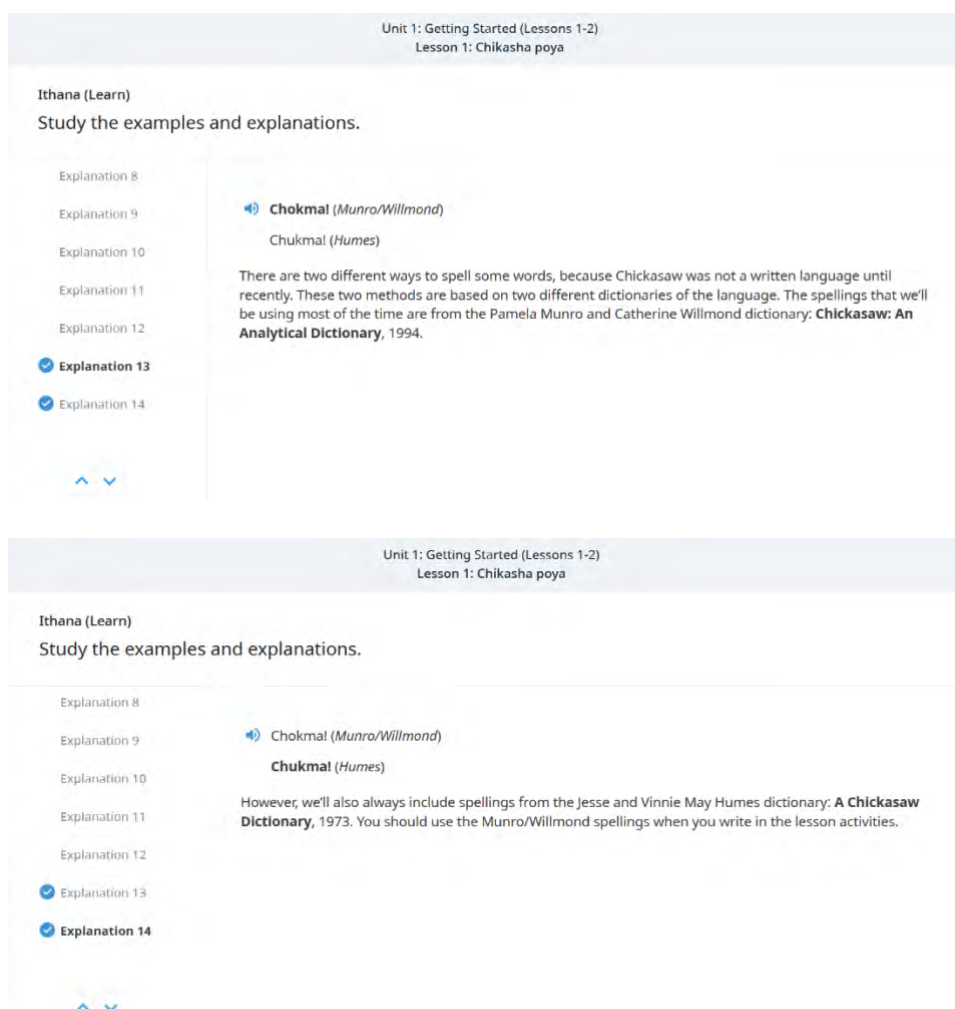 Unit 1: Getting Started (Lessons 1-2)
Lesson 1: Chikasha poya
Ithana (Learn)
Study the examples and explanations.
Explanation 8
Explanation 9
Explanation 10
Explanation 11
Explanation 12
Explanation 13
Explanation 14
Chokma! (Munro/Willmond)
Chukma! (Humes)
There are two different ways to spell some words, because Chickasaw was not a written language until
recently. These two methods are based on two different dictionaries of the language. The spellings that we'll
be using most of the time are from the Pamela Munro and Catherine Willmond dictionary: Chickasaw: An
Analytical Dictionary, 1994.
Unit 1: Getting Started (Lessons 1-2)
Lesson 1: Chikasha poya
Ithana (Learn)
Study the examples and explanations.
Explanation 8
Explanation 9
Explanation 10
Explanation 11
Explanation 12
Explanation 13
Explanation 14
Chokma! (Munro/Willmond)
Chukma! (Humes)
However, we'll also always include spellings from the Jesse and Vinnie May Humes dictionary: A Chickasaw
Dictionary, 1973. You should use the Munro/Willmond spellings when you write in the lesson activities.